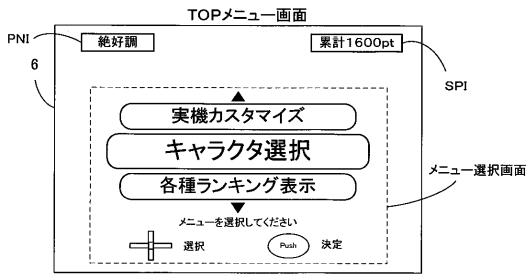 TOPメニュー画面
PNI
絶好調
累計1600pt
6
SPI
▲
実機カスタマイズ
キャラクタ選択
各種ランキング表示
▼
メニュー選択画面
メニューを選択してください
選択
Push
決定